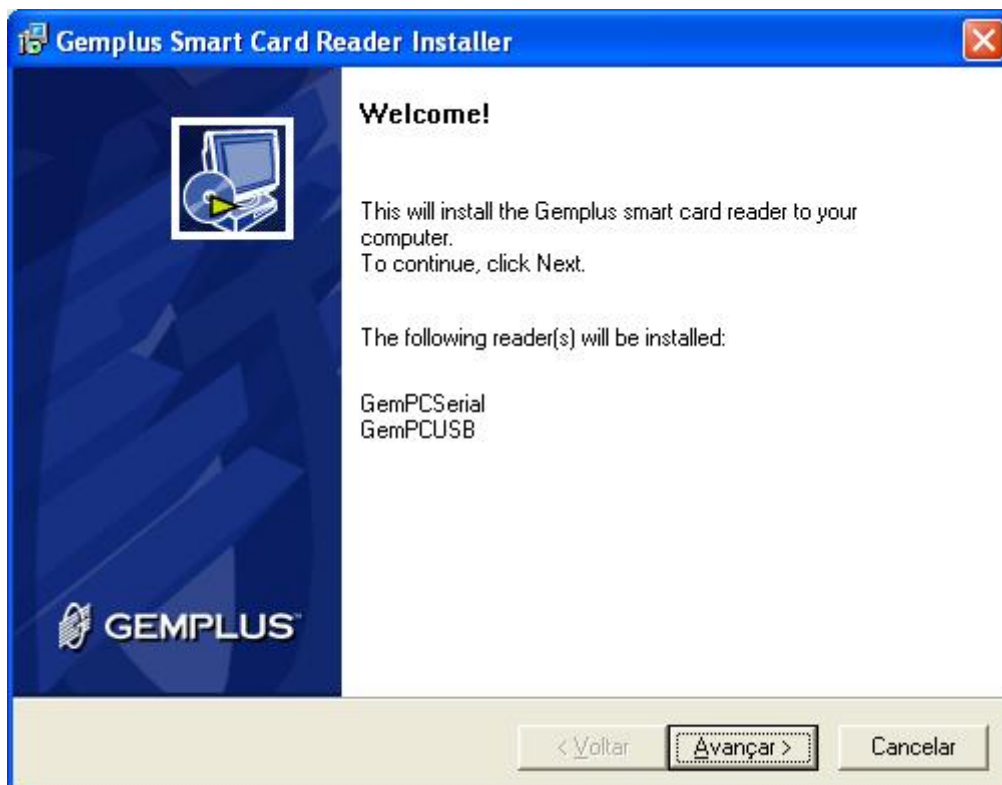 Gemplus Smart Card Reader Installer
Welcome!
This will install the Gemplus smart card reader to your
computer.
To continue, click Next.
The following reader(s) will be installed:
GemPCSerial
GemPCUSB
GEMPLUS™
< Voltar
Avançar >
Cancelar